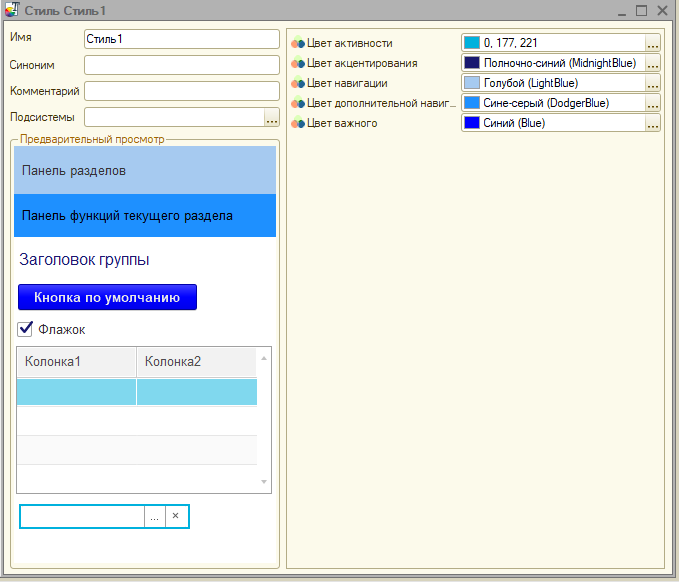 Стиль Стиль1
Имя
Стиль1
Синоним
Комментарий
Подсистемы
...
Предварительный просмотр
Панель разделов
Панель функций текущего раздела
Заголовок группы
Кнопка по умолчанию
Флажок
Колонка1 Колонка2
... ×
Цвет активности 0, 177, 221 ...
Цвет акцентирования Полночно-синий (MidnightBlue) ...
Цвет навигации Голубой (LightBlue) ...
Цвет дополнительной навиг... Сине-серый (DodgerBlue) ...
Цвет важного Синий (Blue) ...